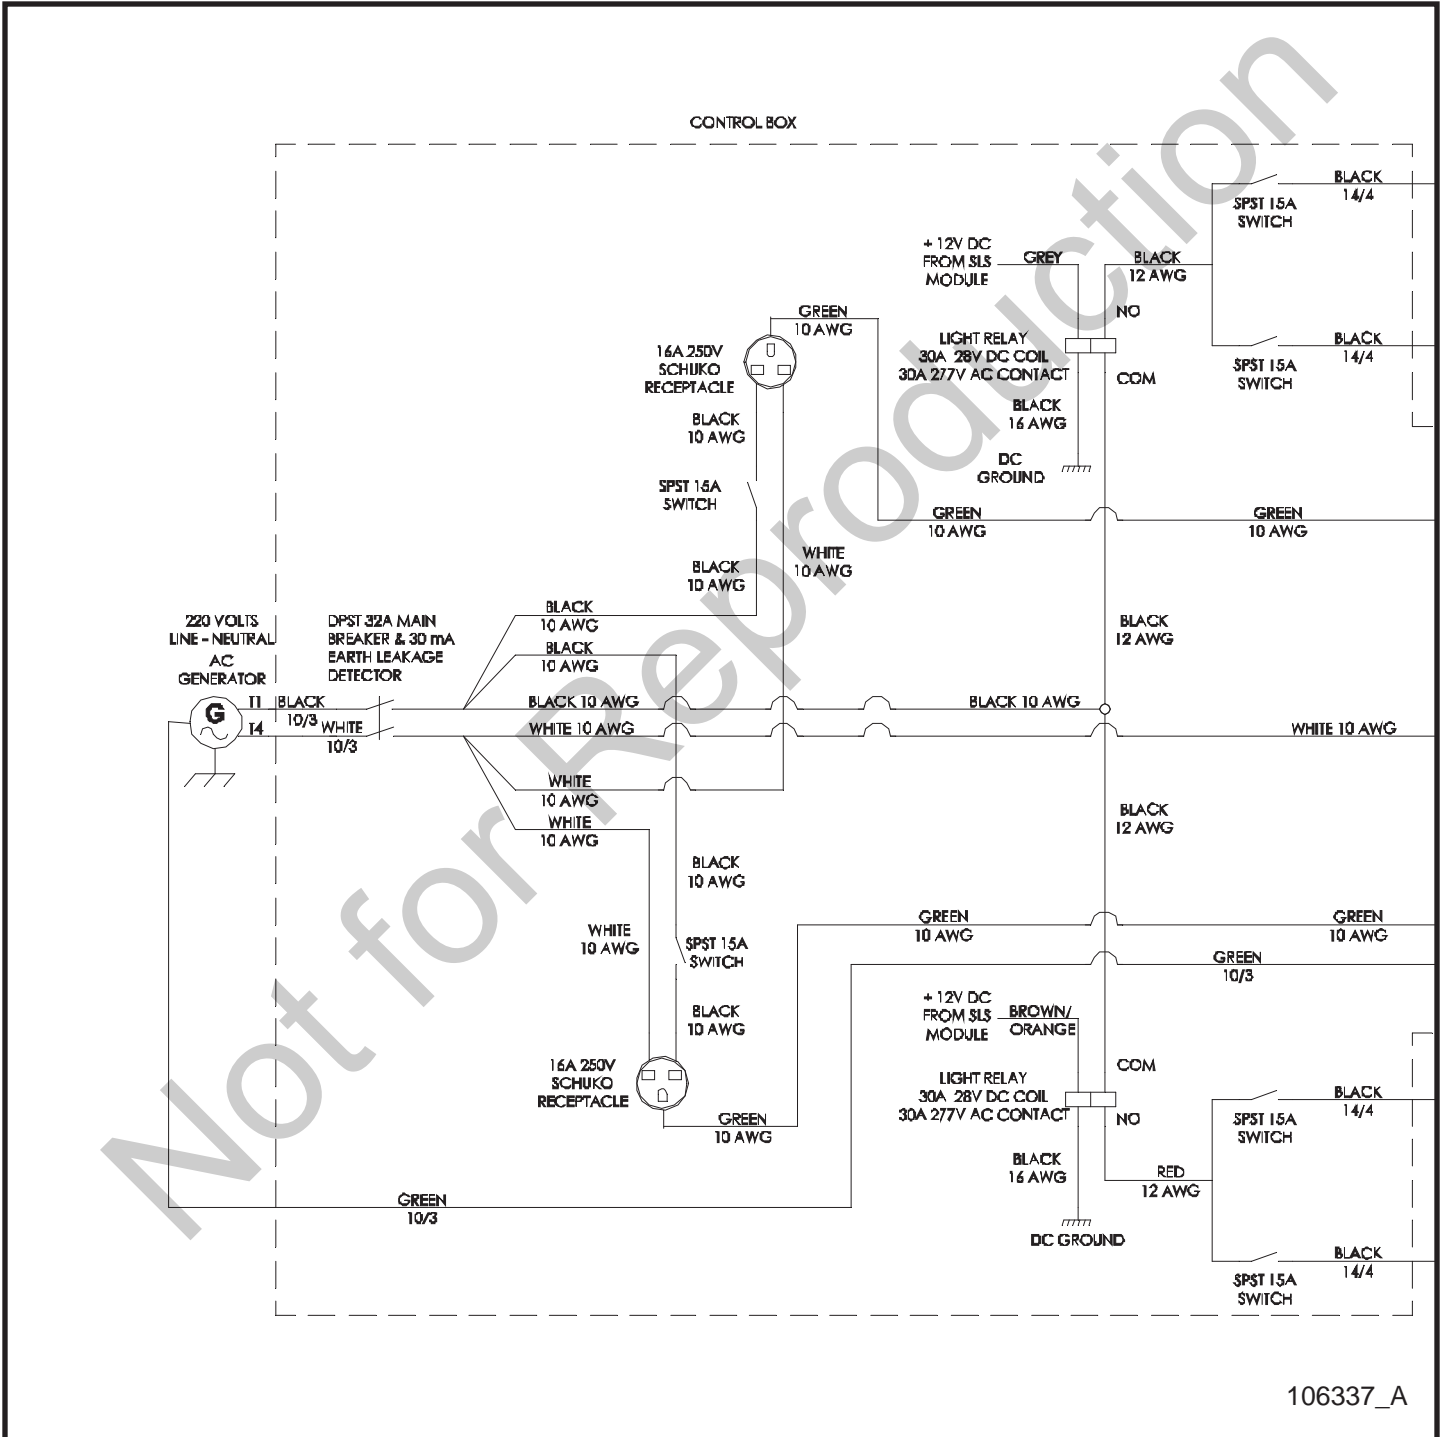 CONTROL BOX
BLACK
14/4
SPST 15A
SWITCH
+ 12V DC
FROM SLS
MODULE
GREY
BLACK
12 AWG
NO
GREEN
10 AWG
16A 250V
SCHUKO
RECEPTACLE
LIGHT RELAY
30A 28V DC COIL
30A 277V AC CONTACT
BLACK
14/4
SPST 15A
SWITCH
COM
BLACK
16 AWG
BLACK
10 AWG
DC
GROUND
SPST 15A
SWITCH
GREEN
10 AWG
GREEN
10 AWG
WHITE
10 AWG
BLACK
10 AWG
BLACK
10 AWG
220 VOLTS
LINE - NEUTRAL
AC
GENERATOR
DPST 32A MAIN
BREAKER & 30 mA
EARTH LEAKAGE
DETECTOR
BLACK
10 AWG
BLACK
12 AWG
T1
BLACK
10/3
BLACK 10 AWG
BLACK 10 AWG
G
T4
WHITE
10/3
WHITE 10 AWG
WHITE 10 AWG
WHITE
10 AWG
WHITE
10 AWG
BLACK
12 AWG
BLACK
10 AWG
WHITE
10 AWG
SPST 15A
SWITCH
GREEN
10 AWG
GREEN
10 AWG
GREEN
10/3
BLACK
10 AWG
+ 12V DC
FROM SLS
MODULE
BROWN/
ORANGE
COM
16A 250V
SCHUKO
RECEPTACLE
LIGHT RELAY
30A 28V DC COIL
30A 277V AC CONTACT
NO
BLACK
14/4
SPST 15A
SWITCH
GREEN
10 AWG
BLACK
16 AWG
RED
12 AWG
GREEN
10/3
DC GROUND
BLACK
14/4
SPST 15A
SWITCH
106337_A
Not for Reproduction